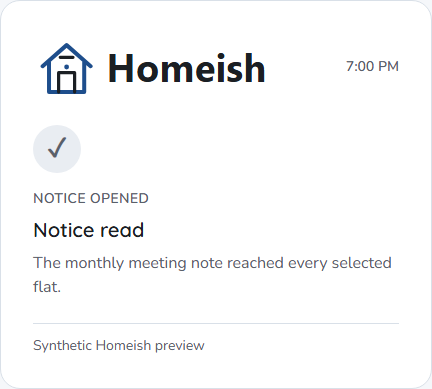 Homeish
7:00 PM
NOTICE OPENED
Notice read
The monthly meeting note reached every selected
flat.
Synthetic Homeish preview